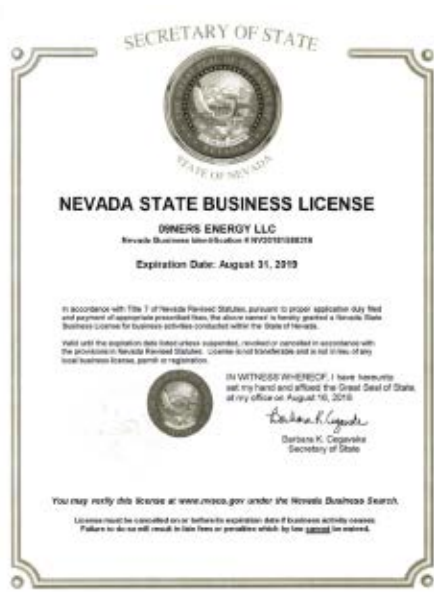 SECRETARY OF STATE
STATE OF NEVADA
NEVADA STATE BUSINESS LICENSE
09NERS ENERGY LLC
Nevada Business Identification #
Expiration Date: August 31, 2019
In accordance with Title 7 of Nevada Revised Statutes, pursuant to proper application duly filed
and payment of appropriate prescribed fees, the above named is hereby granted a Nevada State
Business License for business activities conducted within the State of Nevada.
Valid until the expiration date listed unless suspended, revoked or cancelled in accordance with
the provisions in Nevada Revised Statutes. License is not transferable and is not in lieu of any
local business license, permit or registration.
IN WITNESS WHEREOF, I have hereunto
set my hand and affixed the Great Seal of State,
at my office on August 16, 2018
Barbara K. Cegavske
Barbara K. Cegavske
Secretary of State
You may verify this license at www.nvsos.gov under the Nevada Business Search.
License must be cancelled on or before its expiration date if business activity ceases.
Failure to do so will result in late fees or penalties which by law cannot be waived.